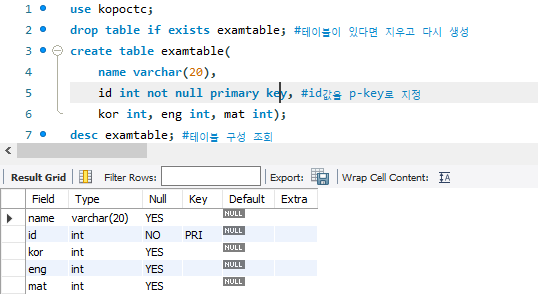 1 use kopoctc;
2 drop table if exists examtable; #테이블이 있다면 지우고 다시 생성
3 create table examtable(
4 name varchar(20),
5 id int not null primary key, #id값을 p-key로 지정
6 kor int, eng int, mat int);
7 desc examtable; #테이블 구성 조회
Result Grid Filter Rows: Export: Wrap Cell Content: IA
Field Type Null Key Default Extra
name varchar(20) YES NULL
id int NO PRI NULL
kor int YES NULL
eng int YES NULL
mat int YES NULL